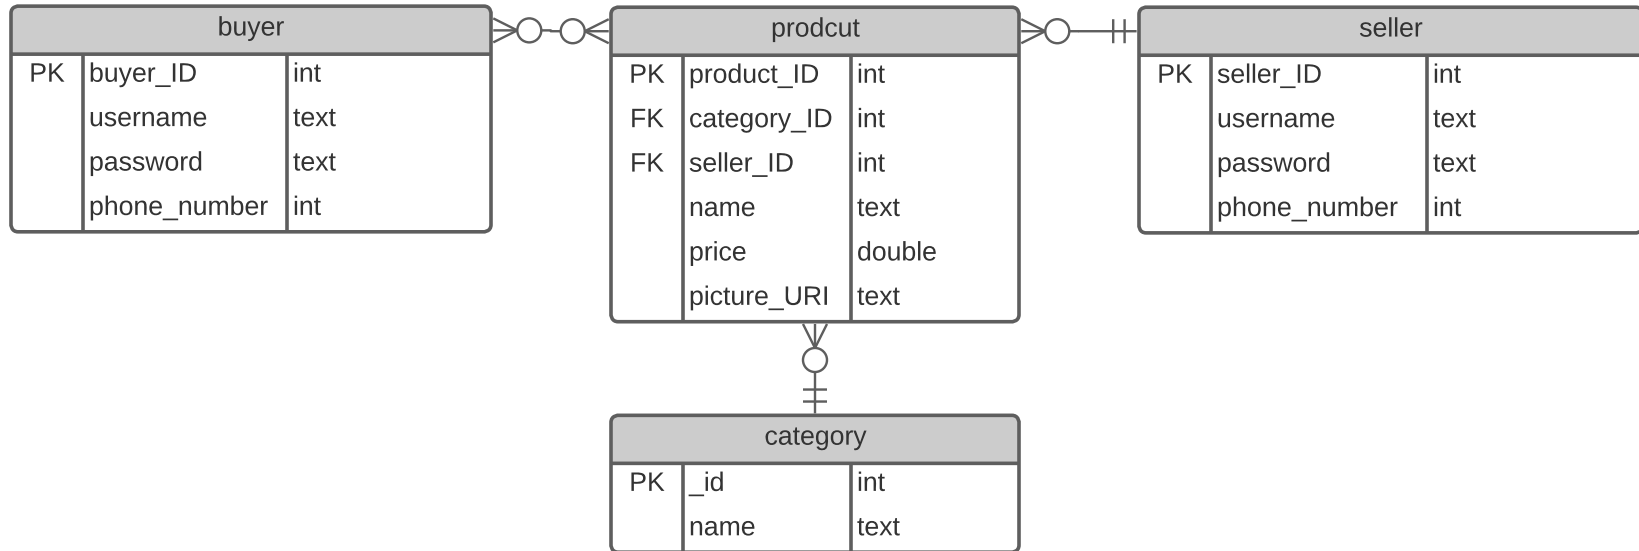 buyer
PK buyer_ID int
username text
password text
phone_number int
prodcut
PK product_ID int
FK category_ID int
FK seller_ID int
name text
price double
picture_URI text
seller
PK seller_ID int
username text
password text
phone_number int
category
PK _id int
name text